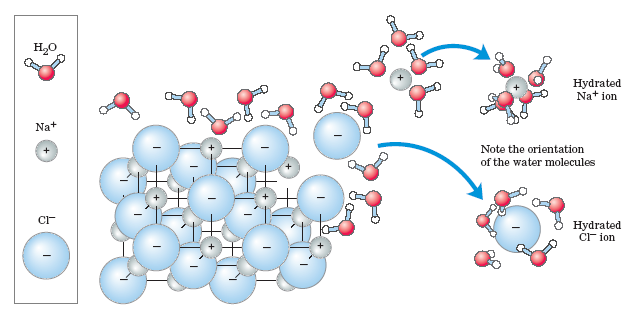 H₂O
Na⁺
+
Cl⁻
−
Hydrated
Na⁺ ion
Note the orientation
of the water molecules
Hydrated
Cl⁻ ion